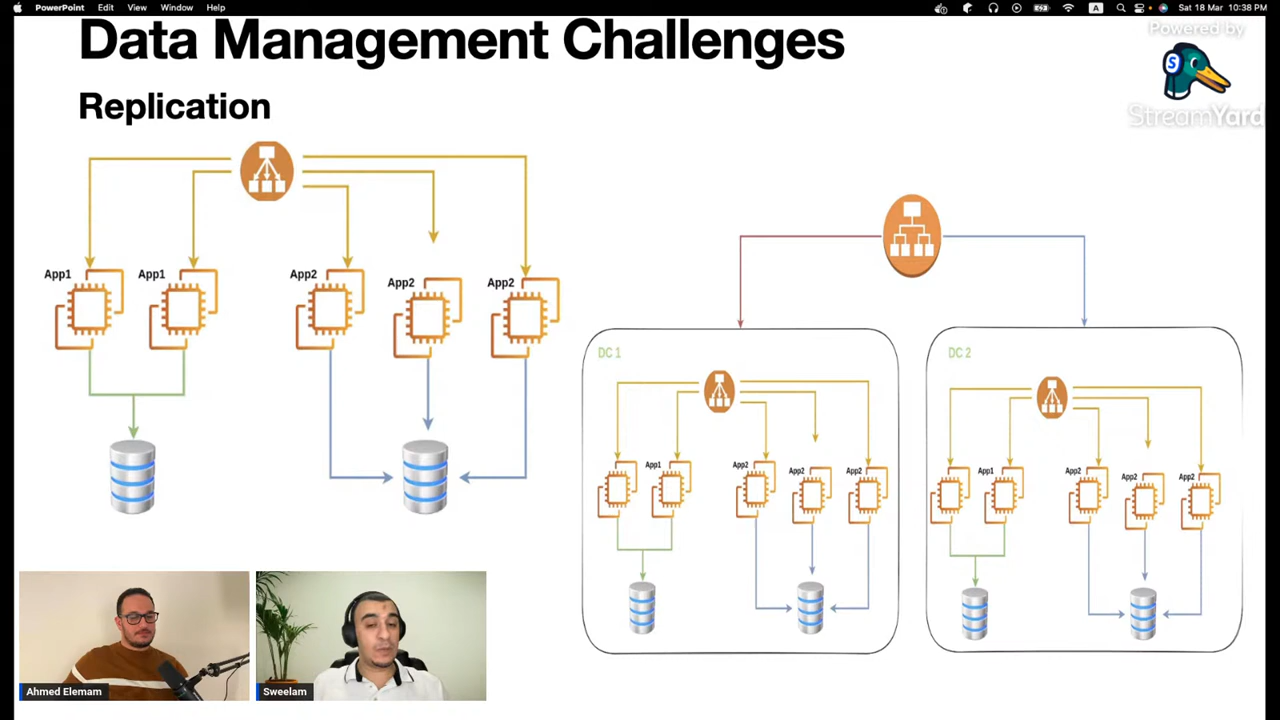 PowerPoint Edit View Window Help
A
Sat 18 Mar 10:38 PM
Data Management Challenges
Powered by
S
StreamYard
Replication
App1 App1 App2 App2 App2
DC 1
DC 2
App1 App2 App2 App2
App1 App2 App2 App2
Ahmed Elemam
Sweelam